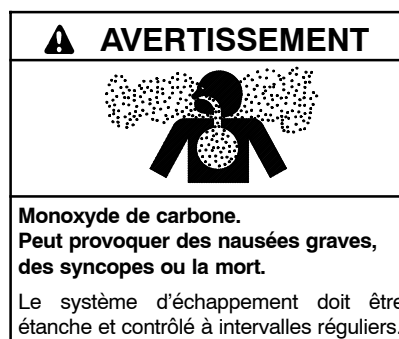 AVERTISSEMENT
Monoxyde de carbone.
Peut provoquer des nausées graves,
des syncopes ou la mort.
Le système d'échappement doit être
étanche et contrôlé à intervalles réguliers.